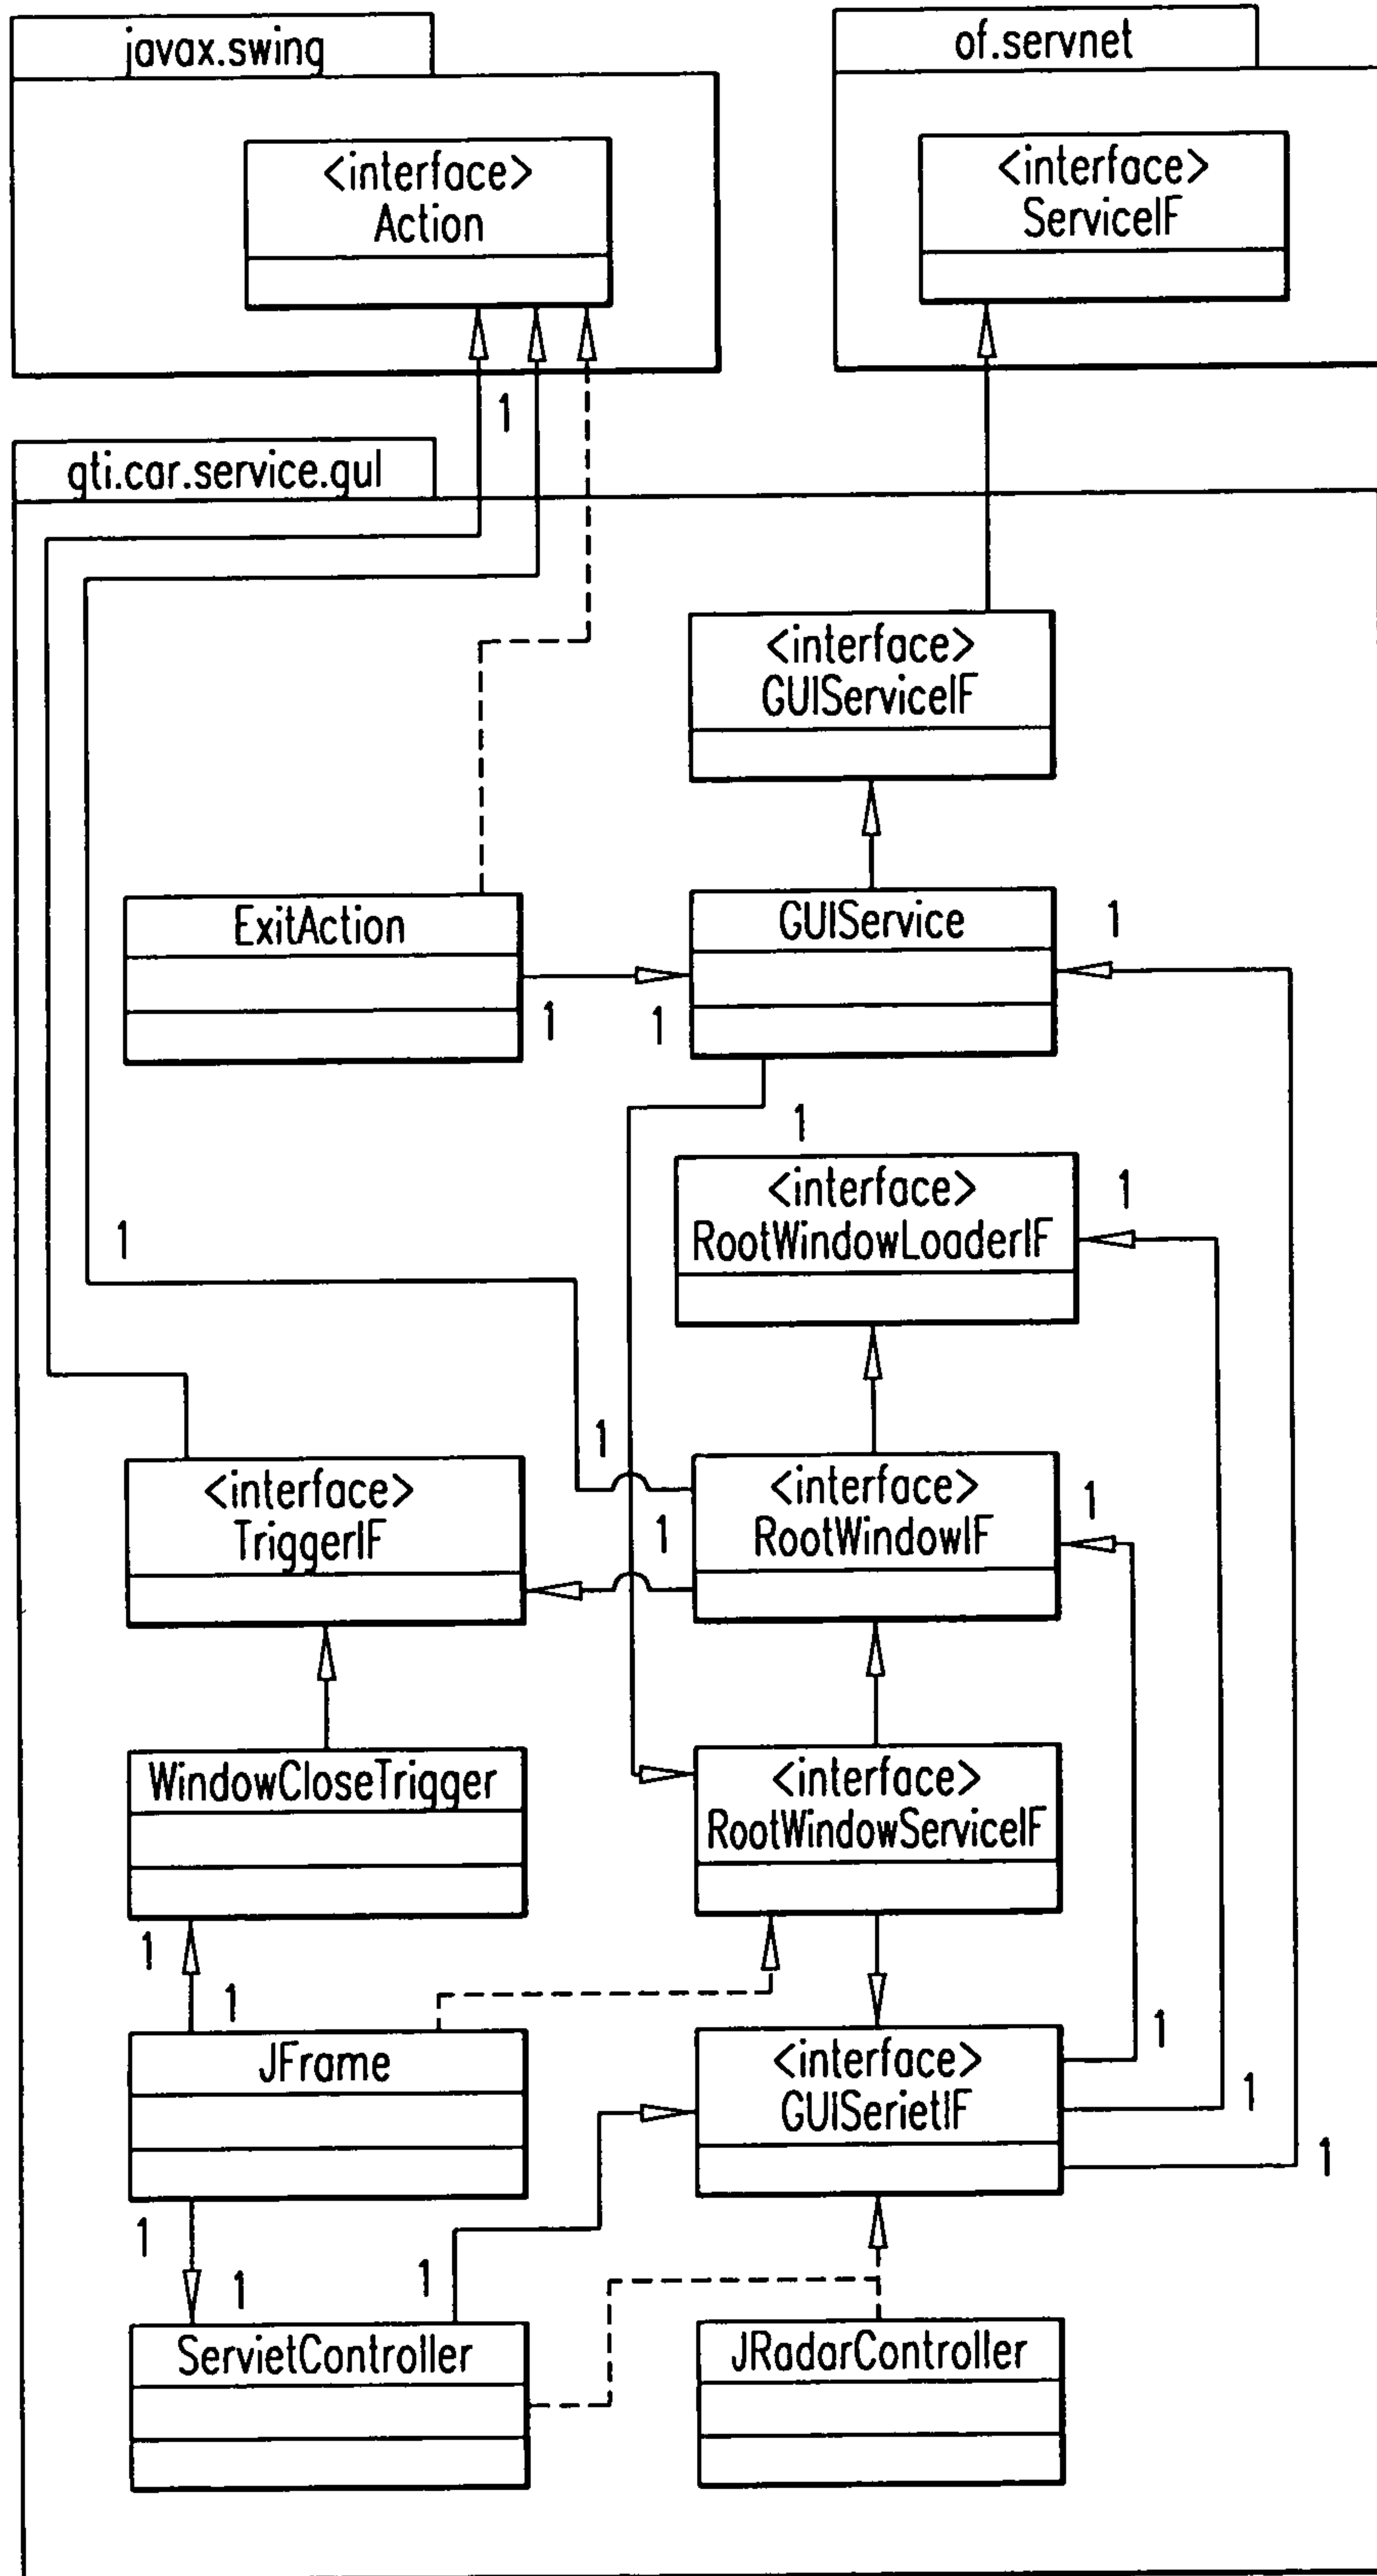 javax.swing
of.servnet
<interface>
Action
<interface>
ServiceIF
1
gti.car.service.gul
<interface>
GUIServiceIF
ExitAction
GUIService
1
1
1
1
<interface>
RootWindowLoaderIF
1
1
1
<interface>
TriggerIF
<interface>
RootWindowIF
1
1
WindowCloseTrigger
<interface>
RootWindowServiceIF
1
1
JFrame
<interface>
GUISerietIF
1
1
1
1
1
1
ServietController
JRadarController